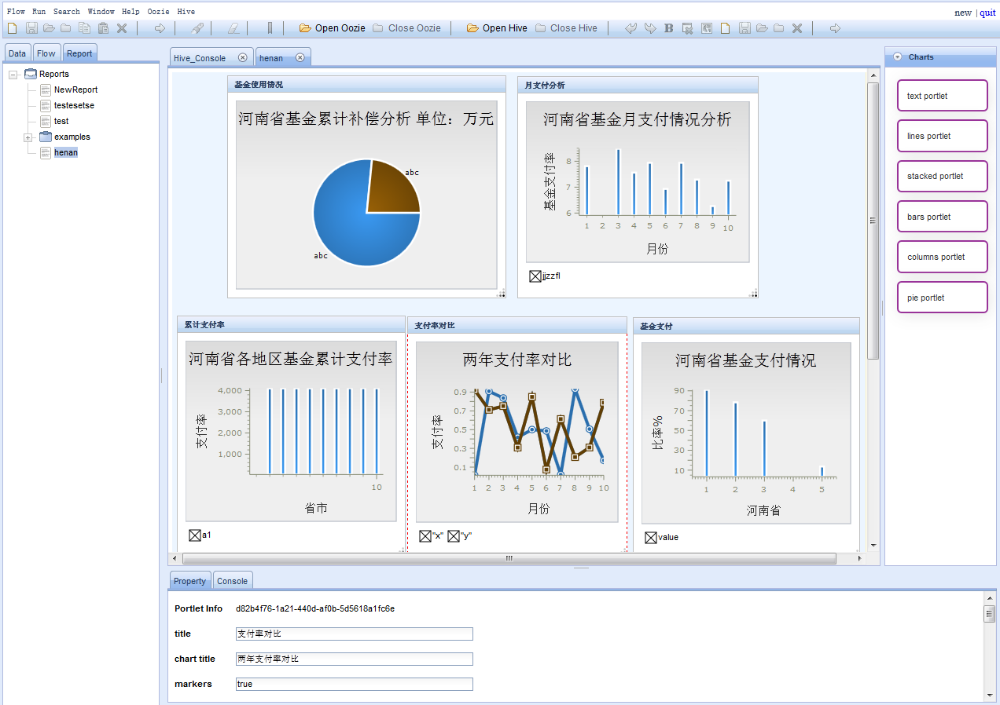 Flow Run Search Window Help Oozie Hive
new | quit
Open Oozie Close Oozie Open Hive Close Hive
B
Data Flow Report
Reports
NewReport
testesetse
test
examples
henan
Hive_Console henan
基金使用情况
河南省基金累计补偿分析 单位：万元
abc
abc
月支付分析
河南省基金月支付情况分析
基金支付率
8
7
6
1 2 3 4 5 6 7 8 9 10
月份
jjzzfl
累计支付率
河南省各地区基金累计支付率
支付率
4,000
3,000
2,000
1,000
10
省市
a1
支付率对比
两年支付率对比
支付率
0.9
0.7
0.5
0.3
0.1
1 2 3 4 5 6 7 8 9 10
月份
"x" "y"
基金支付
河南省基金支付情况
比率%
90
70
50
30
10
1 2 3 4 5
河南省
value
Charts
text portlet
lines portlet
stacked portlet
bars portlet
columns portlet
pie portlet
Property Console
Portlet Info d82b4f76-1a21-440d-af0b-5d5618a1fc6e
title 支付率对比
chart title 两年支付率对比
markers true